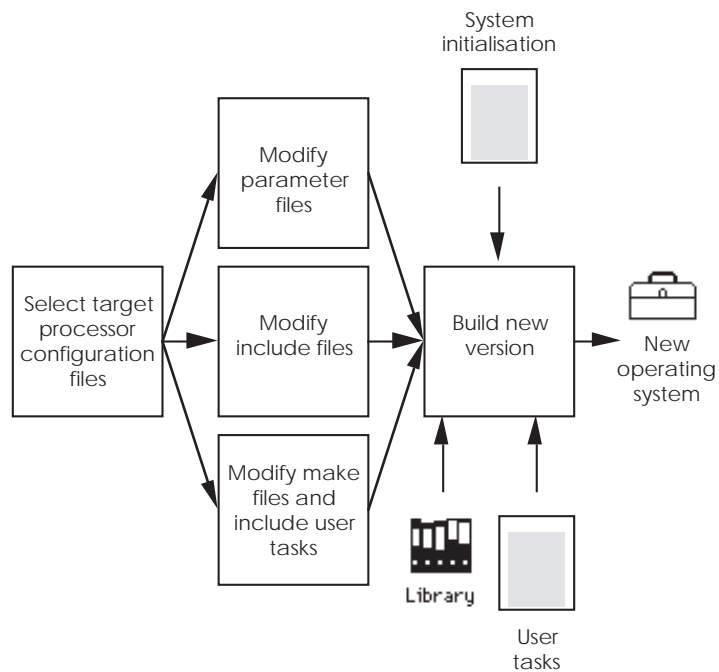 System
initialisation
Modify
parameter
files
Select target
processor
configuration
files
Modify
include files
Build new
version
New
operating
system
Modify make
files and
include user
tasks
Library
User
tasks